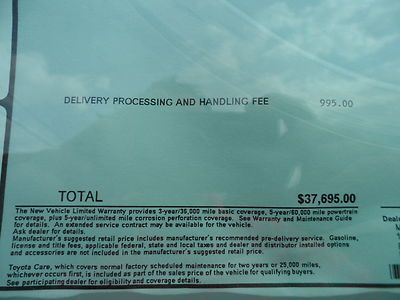 DELIVERY PROCESSING AND HANDLING FEE 995.00
TOTAL $37,695.00
The New Vehicle Limited Warranty provides 3-year/36,000 mile basic coverage, 5-year/60,000 mile powertrain
coverage, plus 5-year/unlimited mile corrosion perforation coverage. See Warranty and Maintenance Guide
for details. An extended service contract may be available for the vehicle.
Ask dealer for details.
Manufacturer's suggested retail price includes manufacturer's recommended pre-delivery service. Gasoline,
license and title fees, applicable federal, state and local taxes and dealer and distributor installed options
and accessories are not included in the manufacturer's suggested retail price.
Toyota Care, which covers normal factory scheduled maintenance for two years or 25,000 miles,
whichever occurs first, is included as part of the sales price of the vehicle for qualifying buyers.
See participating dealer for eligibility and coverage details.